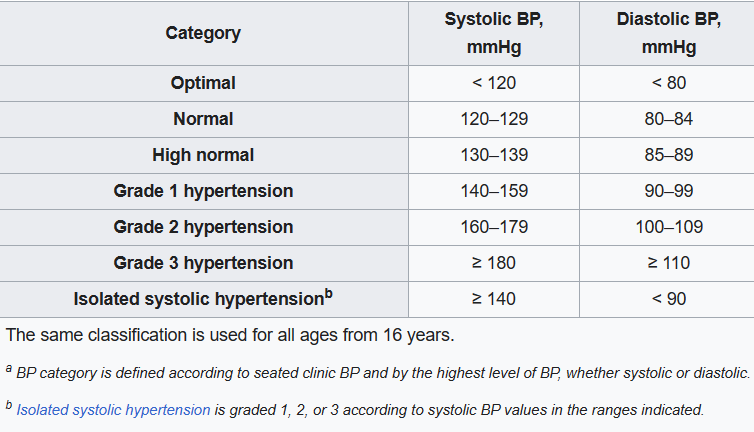 Category Systolic BP, mmHg Diastolic BP, mmHg
Optimal < 120 < 80
Normal 120–129 80–84
High normal 130–139 85–89
Grade 1 hypertension 140–159 90–99
Grade 2 hypertension 160–179 100–109
Grade 3 hypertension ≥ 180 ≥ 110
Isolated systolic hypertension b ≥ 140 < 90
The same classification is used for all ages from 16 years.
a BP category is defined according to seated clinic BP and by the highest level of BP, whether systolic or diastolic.
b Isolated systolic hypertension is graded 1, 2, or 3 according to systolic BP values in the ranges indicated.